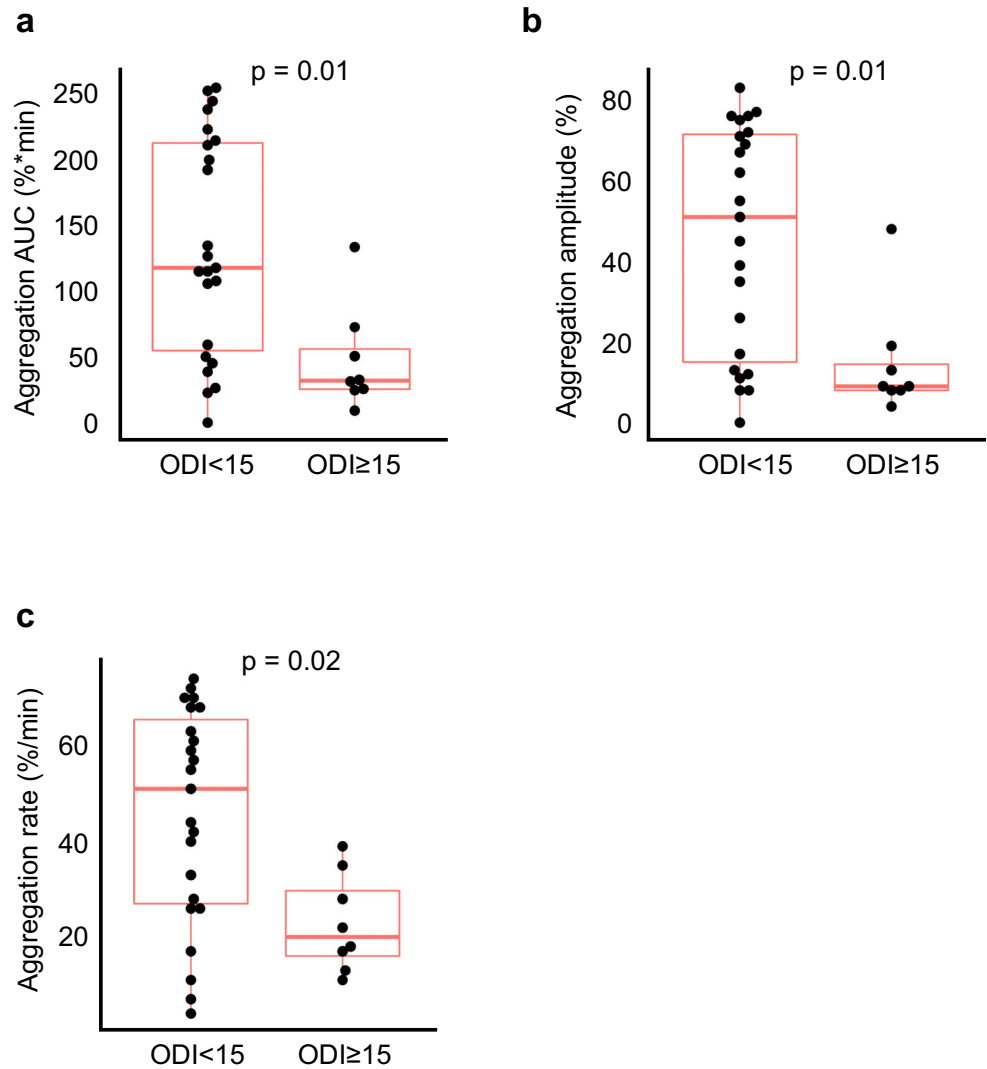 a
p = 0.01
Aggregation AUC (%*min)
250
200
150
100
50
0
ODI<15
ODI≥15
b
p = 0.01
Aggregation amplitude (%)
80
60
40
20
0
ODI<15
ODI≥15
c
p = 0.02
Aggregation rate (%/min)
60
40
20
ODI<15
ODI≥15